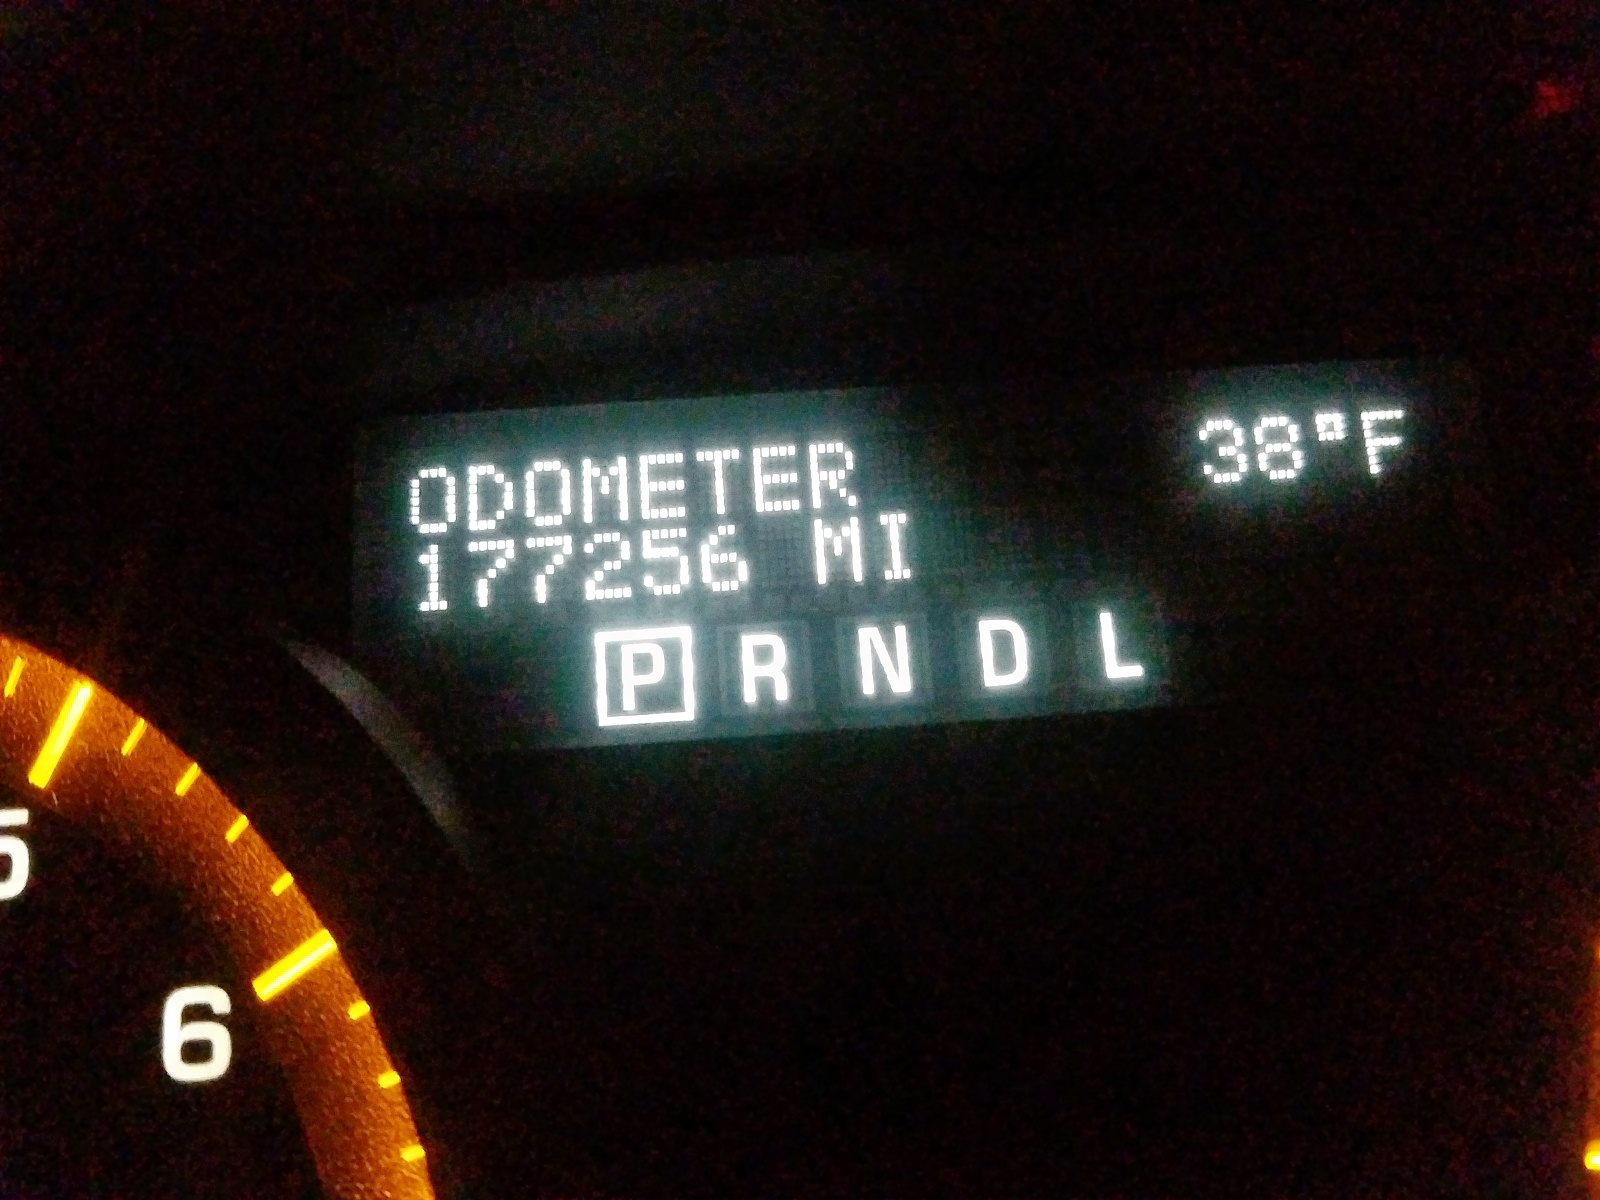 ODOMETER
38°F
177256 MI
P R N D L
5
6